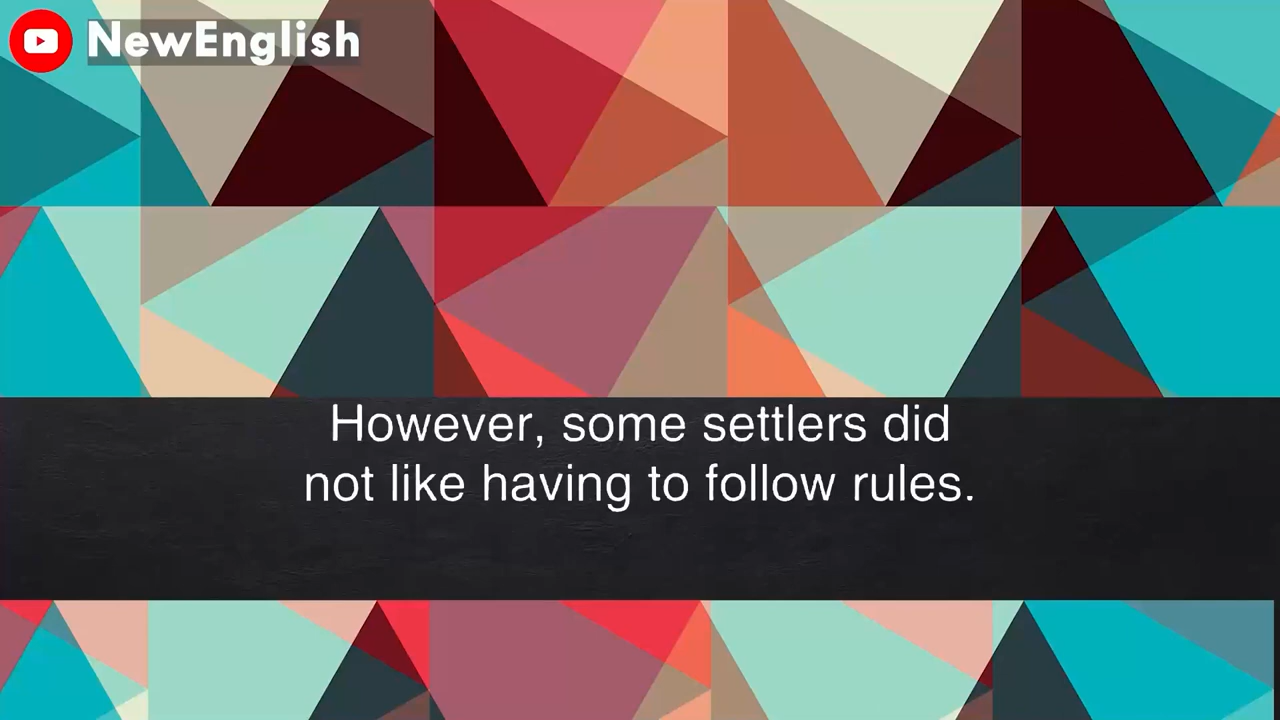 NewEnglish
However, some settlers did
not like having to follow rules.